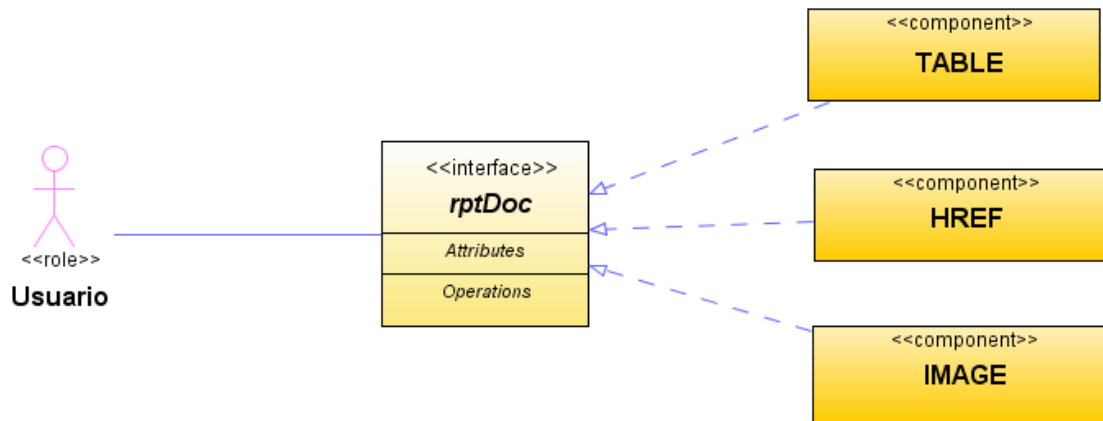 <<role>>
Usuario
<<interface>>
rptDoc
Attributes
Operations
<<component>>
TABLE
<<component>>
HREF
<<component>>
IMAGE